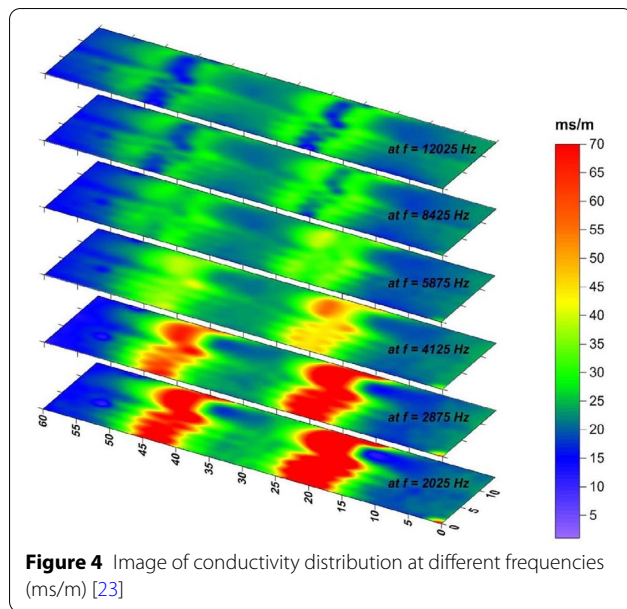 ms/m
70
65
60
55
50
45
40
35
30
25
20
15
10
5
at f = 12025 Hz
at f = 8425 Hz
at f = 5875 Hz
at f = 4125 Hz
at f = 2875 Hz
at f = 2025 Hz
60 55 50 45 40 35 30 25 20 15 10 5 0
0 5 10
Figure 4 Image of conductivity distribution at different frequencies
(ms/m) [23]